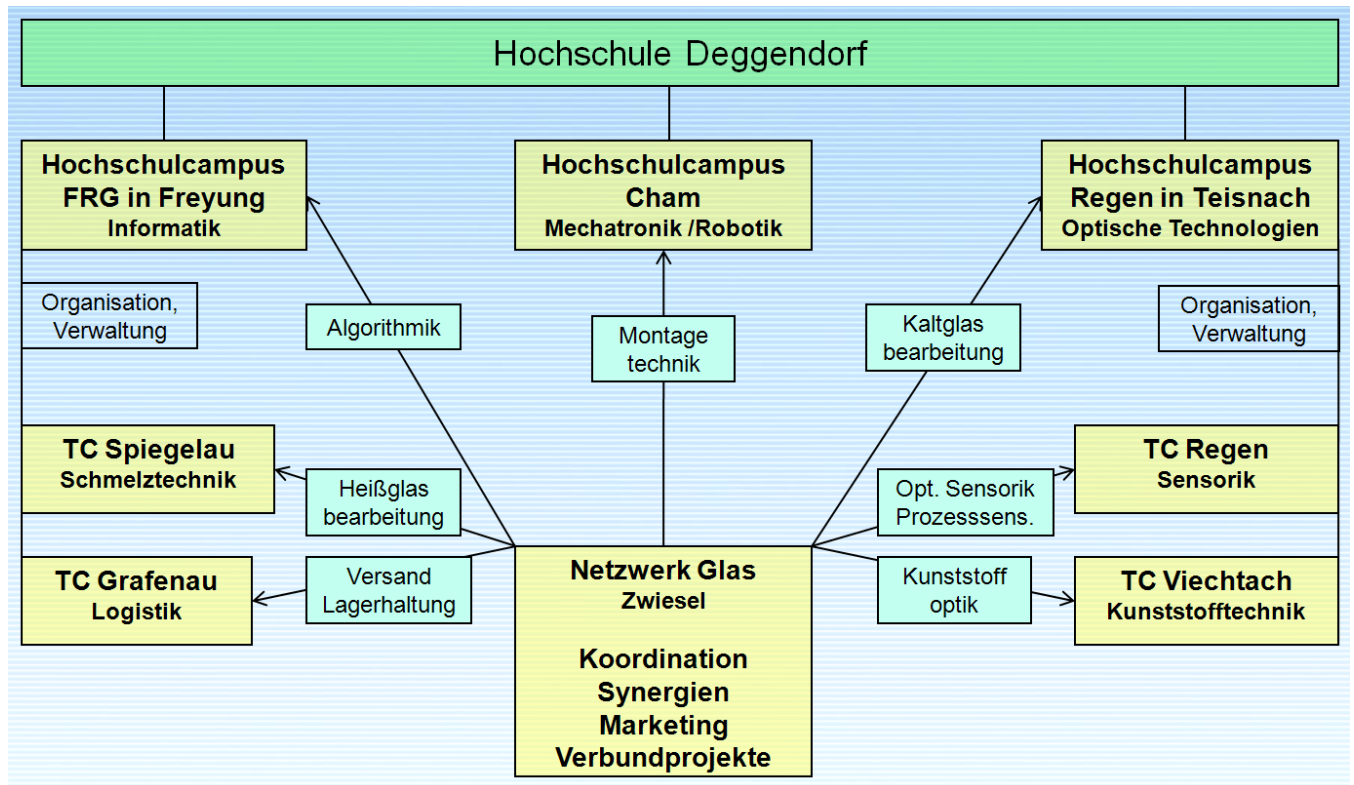 Hochschule Deggendorf
Hochschulcampus
FRG in Freyung
Informatik
Hochschulcampus
Cham
Mechatronik /Robotik
Hochschulcampus
Regen in Teisnach
Optische Technologien
Organisation,
Verwaltung
Algorithmik
Montage
technik
Kaltglas
bearbeitung
Organisation,
Verwaltung
TC Spiegelau
Schmelztechnik
Heißglas
bearbeitung
Opt. Sensorik
Prozesssens.
TC Regen
Sensorik
TC Grafenau
Logistik
Versand
Lagerhaltung
Netzwerk Glas
Zwiesel
Koordination
Synergien
Marketing
Verbundprojekte
Kunststoff
optik
TC Viechtach
Kunststofftechnik